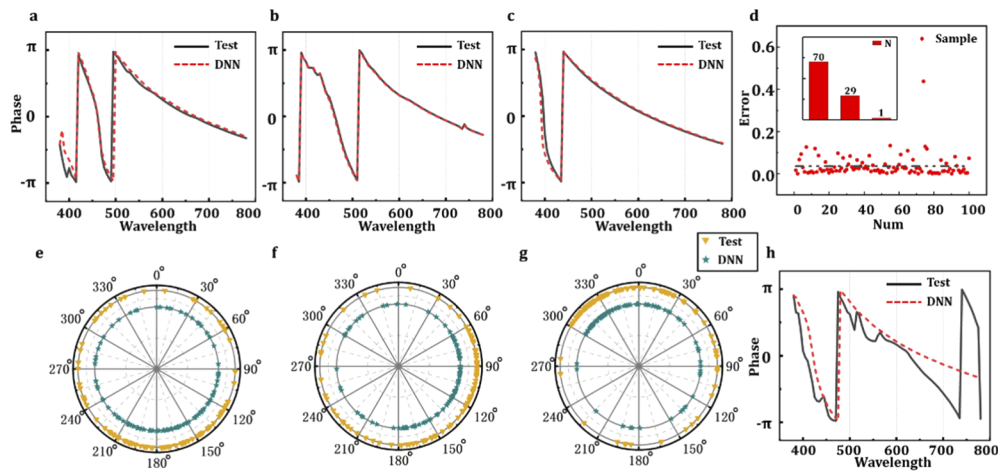 a
π
Phase
0
-π
400 500 600 700 800
Wavelength
Test
DNN
b
π
0
-π
400 500 600 700 800
Wavelength
Test
DNN
c
π
0
-π
400 500 600 700 800
Wavelength
Test
DNN
d
0.6
0.4
0.2
0.0
Error
70
29
1
N
Sample
0 20 40 60 80 100
Num
e
0°
30°
60°
90°
120°
150°
180°
210°
240°
270°
300°
330°
f
0°
30°
60°
90°
120°
150°
180°
210°
240°
270°
300°
330°
g
Test
DNN
0°
30°
60°
90°
120°
150°
180°
210°
240°
270°
300°
330°
h
π
Phase
0
-π
400 500 600 700 800
Wavelength
Test
DNN